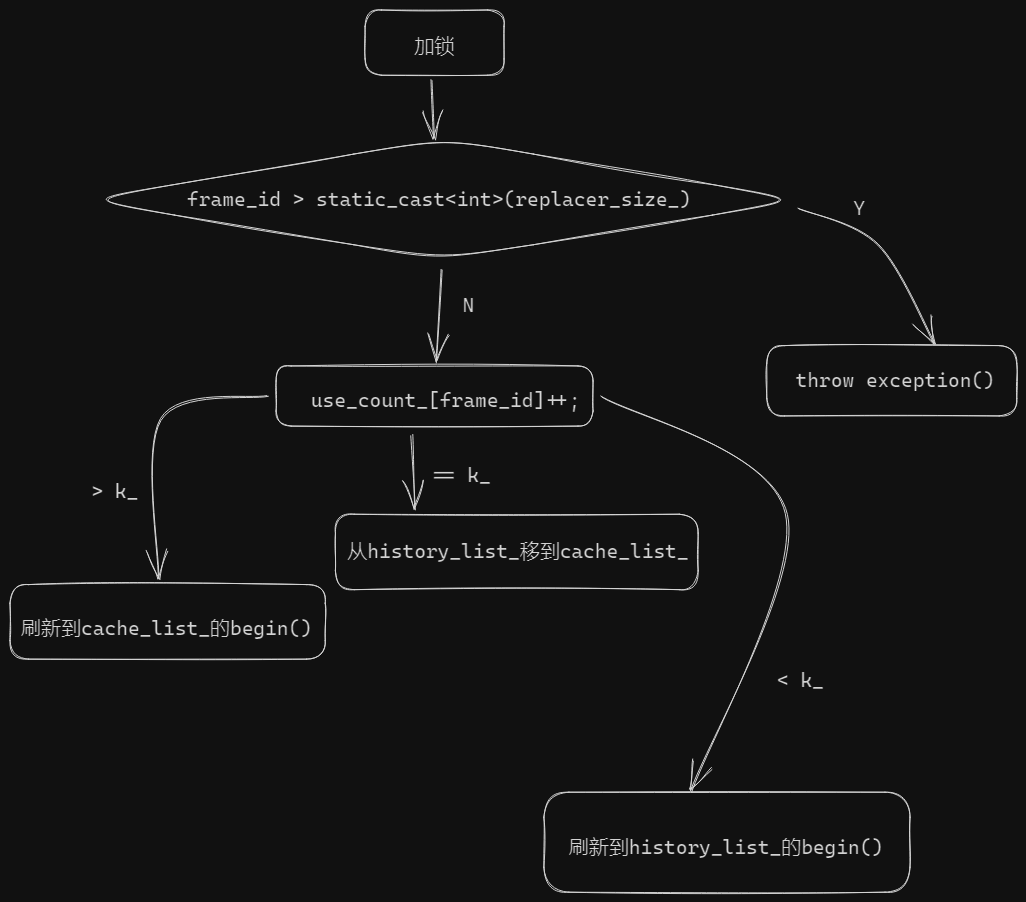 加锁
frame_id > static_cast<int>(replacer_size_)
Y
N
throw exception()
use_count_[frame_id]++;
> k_
== k_
从history_list_移到cache_list_
刷新到cache_list_的begin()
< k_
刷新到history_list_的begin()